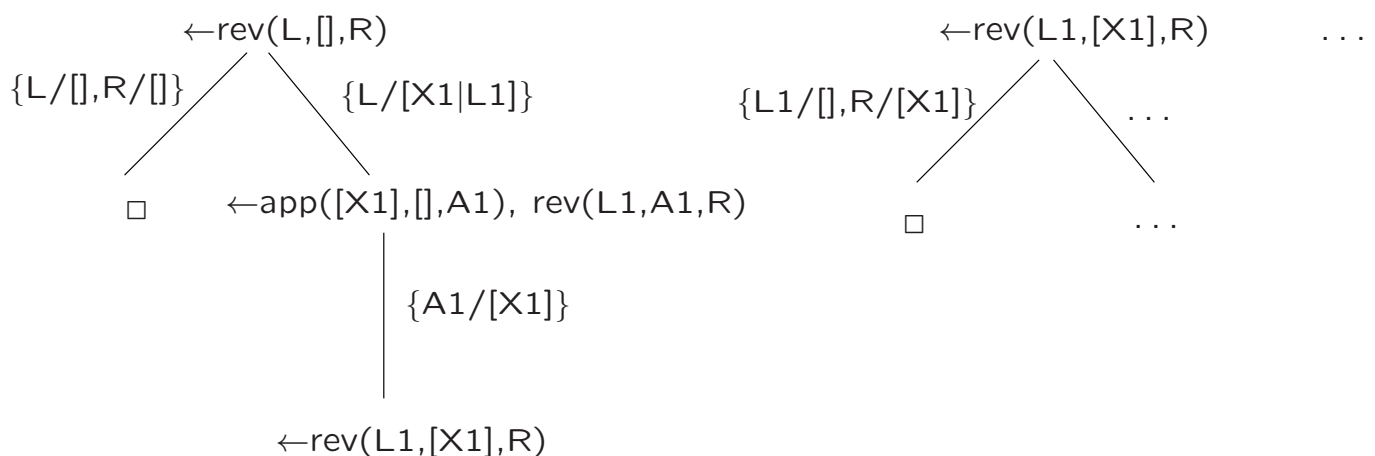 ←rev(L,[],R)
←rev(L1,[X1],R) ...
{L/[],R/[]}
{L/[X1|L1]}
{L1/[],R/[X1]}
...
□ ←app([X1],[],A1), rev(L1,A1,R)
□ ...
{A1/[X1]}
←rev(L1,[X1],R)